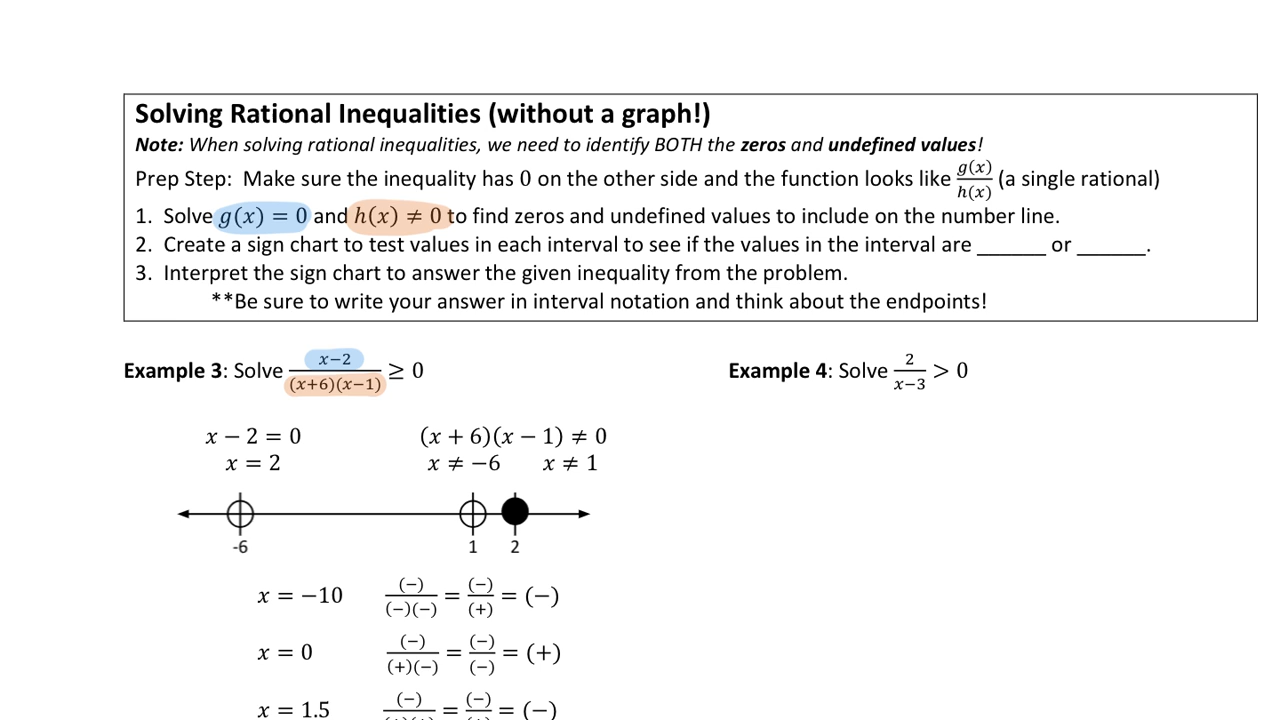 Solving Rational Inequalities (without a graph!)
Note: When solving rational inequalities, we need to identify BOTH the zeros and undefined values!
Prep Step: Make sure the inequality has 0 on the other side and the function looks like g(x)/h(x) (a single rational)
1. Solve g(x) = 0 and h(x) ≠ 0 to find zeros and undefined values to include on the number line.
2. Create a sign chart to test values in each interval to see if the values in the interval are ______ or ______.
3. Interpret the sign chart to answer the given inequality from the problem.
**Be sure to write your answer in interval notation and think about the endpoints!
Example 3: Solve x−2/(x+6)(x−1) ≥ 0
x − 2 = 0
x = 2
(x + 6)(x − 1) ≠ 0
x ≠ −6 x ≠ 1
-6 1 2
x = −10 (−)/(−)(−) = (−)/(+) = (−)
x = 0 (−)/(+)(−) = (−)/(−) = (+)
x = 1.5 (−)/ = (−)/ = (−)
Example 4: Solve 2/x−3 > 0